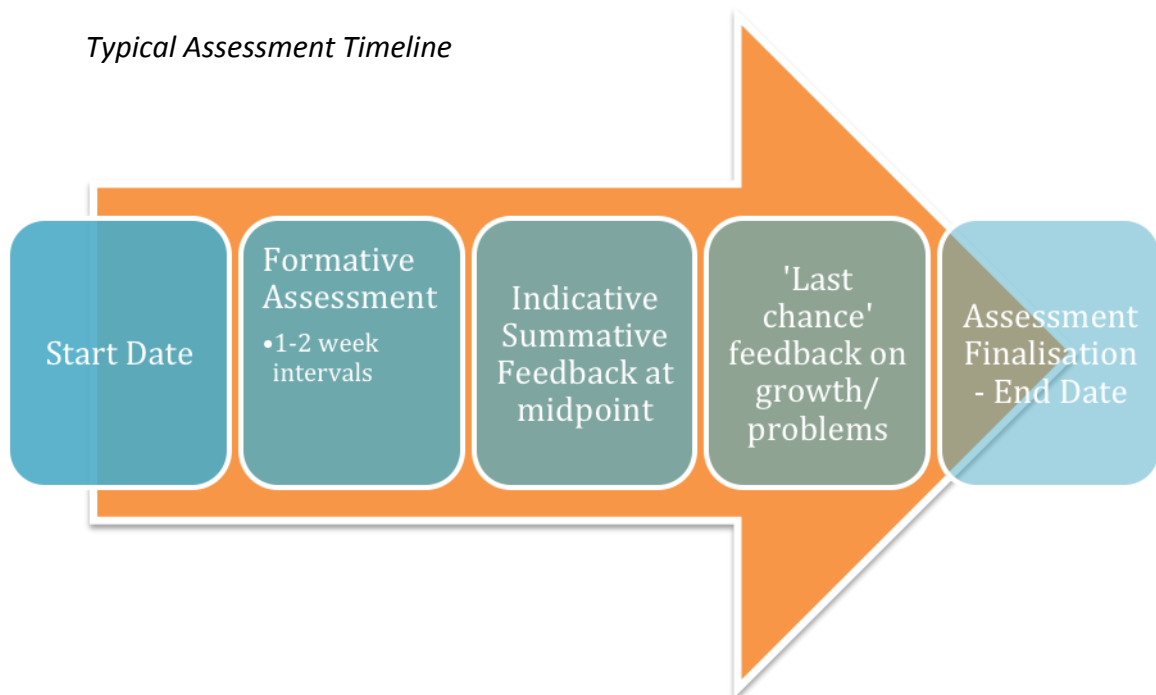 Typical Assessment Timeline
Start Date
Formative
Assessment
•1-2 week
intervals
Indicative
Summative
Feedback at
midpoint
'Last
chance'
feedback on
growth/
problems
Assessment
Finalisation
- End Date